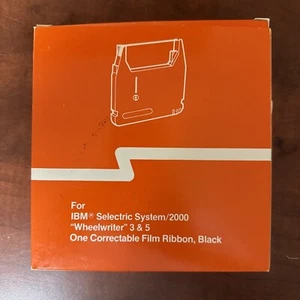 For
IBM® Selectric System/2000
"Wheelwriter" 3 & 5
One Correctable Film Ribbon, Black